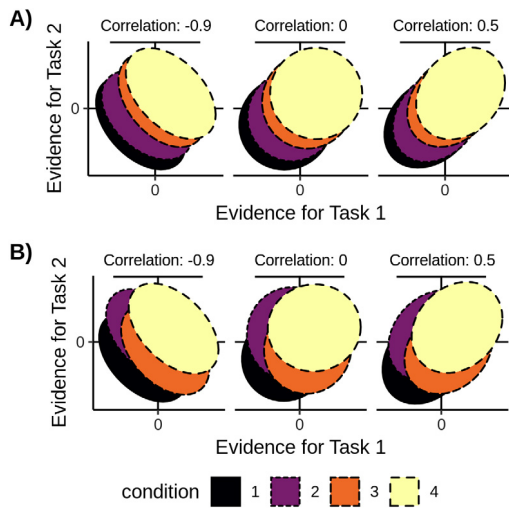 A)
Correlation: -0.9
Correlation: 0
Correlation: 0.5
Evidence for Task 2
0
0
0
0
Evidence for Task 1
B)
Correlation: -0.9
Correlation: 0
Correlation: 0.5
Evidence for Task 2
0
0
0
0
Evidence for Task 1
condition 1 2 3 4